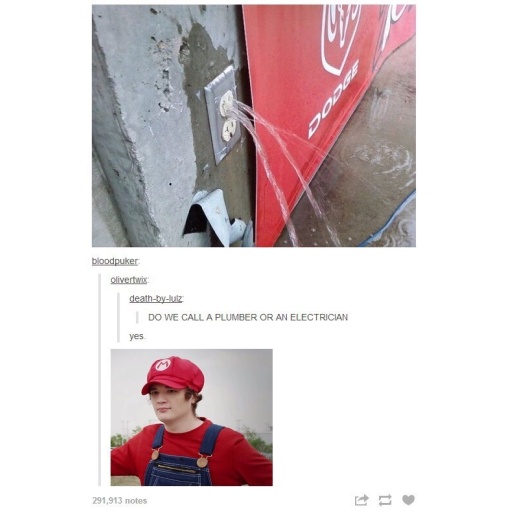 DODGE
bloodpuker:
olivertwix:
death-by-lulz:
DO WE CALL A PLUMBER OR AN ELECTRICIAN
yes.
M
291,913 notes